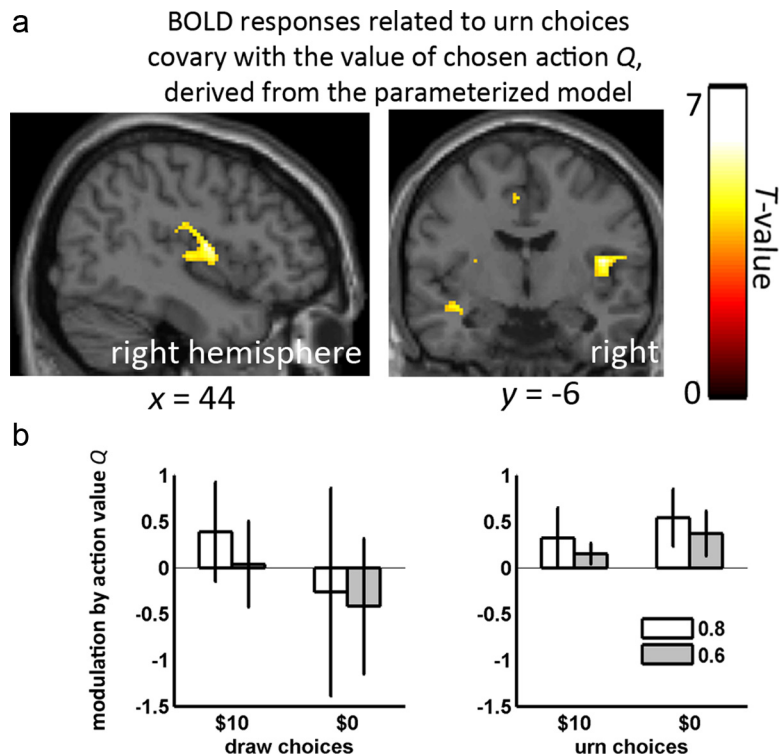 a
BOLD responses related to urn choices
covary with the value of chosen action Q,
derived from the parameterized model
right hemisphere
right
x = 44
y = -6
7
T-value
0
b
modulation by action value Q
1
0.5
0
-0.5
-1
-1.5
$10
$0
draw choices
1
0.5
0
-0.5
-1
-1.5
0.8
0.6
$10
$0
urn choices